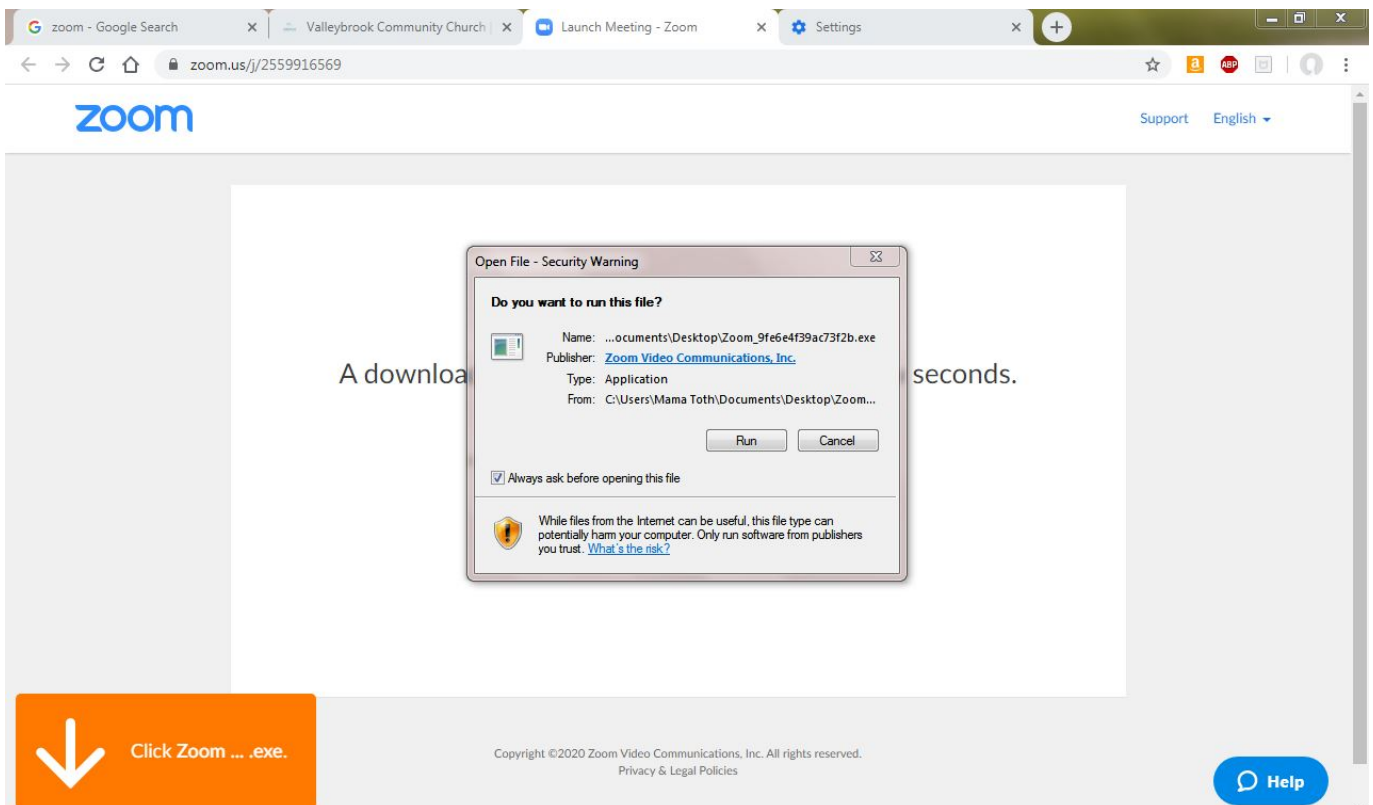 zoom - Google Search
Valleybrook Community Church |
Launch Meeting - Zoom
Settings
zoom.us/j/2559916569
a
ABP
zoom
Support
English
Open File - Security Warning
Do you want to run this file?
Name: ...ocuments\Desktop\Zoom_9fe6e4f39ac73f2b.exe
Publisher: Zoom Video Communications, Inc.
Type: Application
From: C:\Users\Mama Toth\Documents\Desktop\Zoom...
A downloa
seconds.
Run
Cancel
Always ask before opening this file
While files from the Internet can be useful, this file type can
potentially harm your computer. Only run software from publishers
you trust. What's the risk?
Click Zoom ... .exe.
Copyright ©2020 Zoom Video Communications, Inc. All rights reserved.
Privacy & Legal Policies
Help